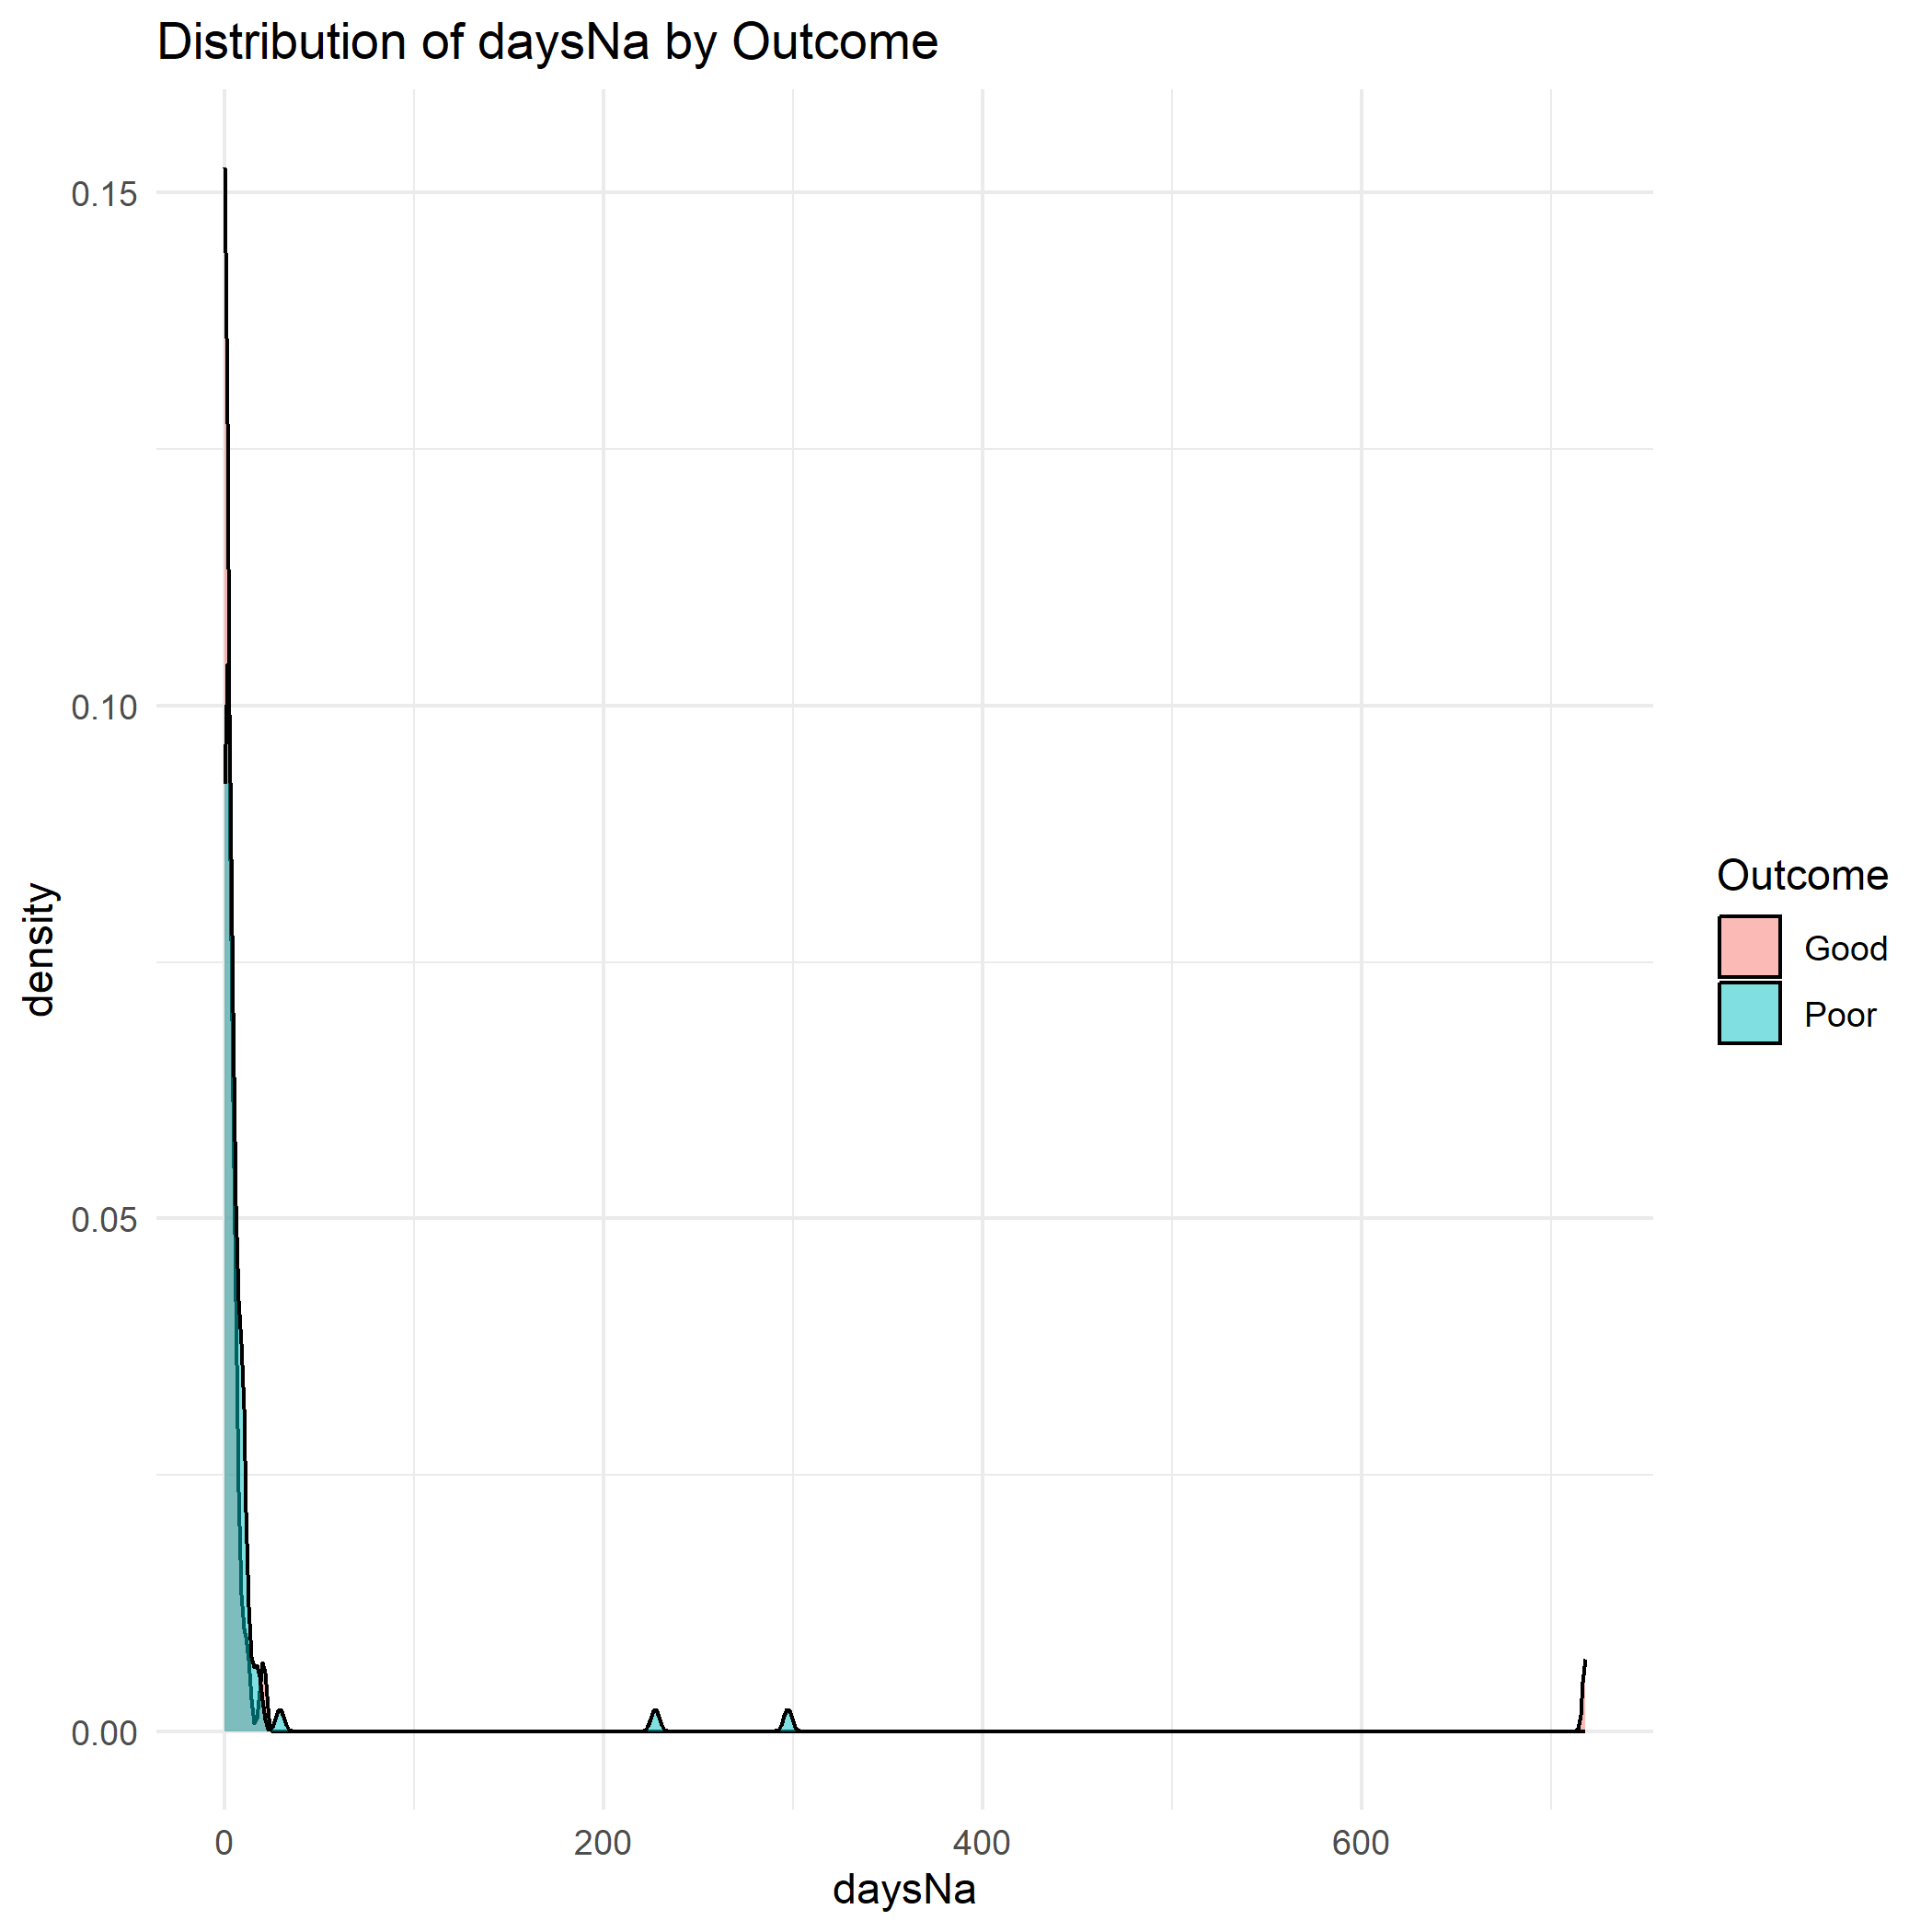 Distribution of daysNa by Outcome
0.15
0.10
0.05
0.00
density
0 200 400 600
daysNa
Outcome
Good
Poor